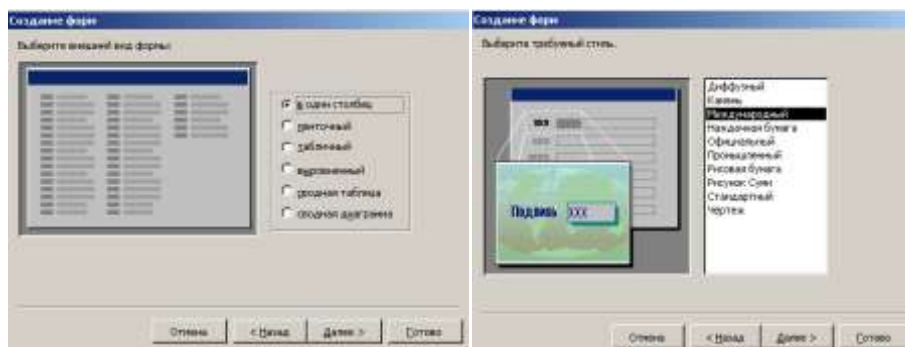 Создание форм
Выберите внешний вид формы:
в один столбец
ленточный
табличный
выровненный
сводная таблица
сводная диаграмма
Отмена
< Назад
Далее >
Готово
Создание форм
Выберите требуемый стиль.
Подпись XXX
Диффузный
Камень
Международный
Наждачная бумага
Официальный
Промышленный
Рисовая бумага
Рисунок Суми
Стандартный
Чертеж
Отмена
< Назад
Далее >
Готово